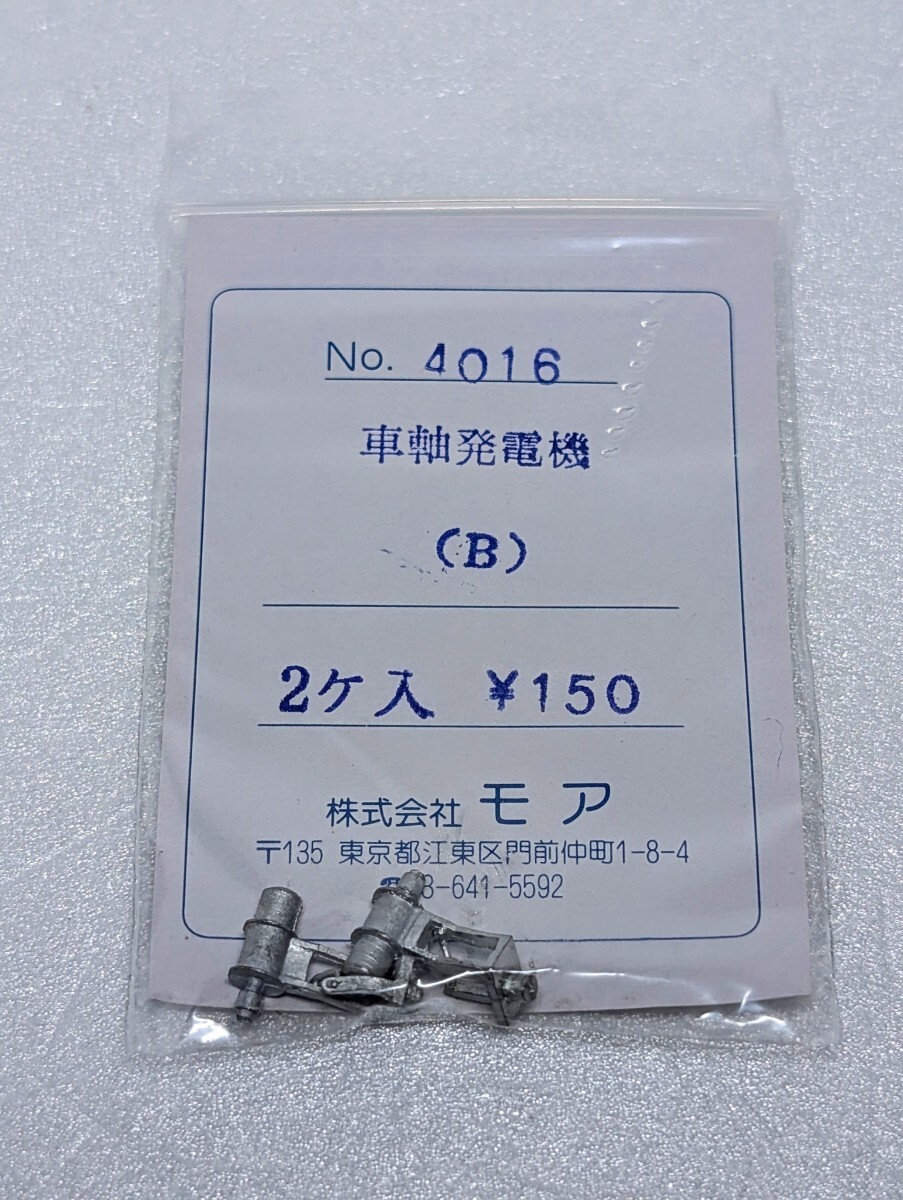 No. 4016
車軸発電機
(B)
2ケ入 ¥150
株式会社 モア
〒135 東京都江東区門前仲町1-8-4
☎ 3-641-5592